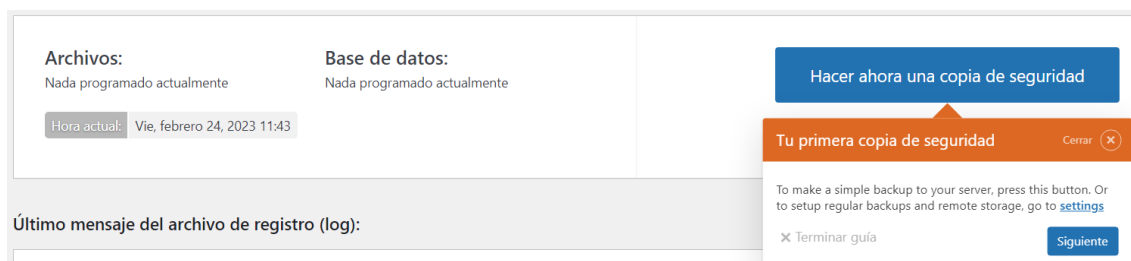 Archivos:
Nada programado actualmente
Base de datos:
Nada programado actualmente
Hora actual: Vie, febrero 24, 2023 11:43
Hacer ahora una copia de seguridad
Tu primera copia de seguridad
Cerrar
To make a simple backup to your server, press this button. Or
to setup regular backups and remote storage, go to settings
Terminar guía
Siguiente
Último mensaje del archivo de registro (log):